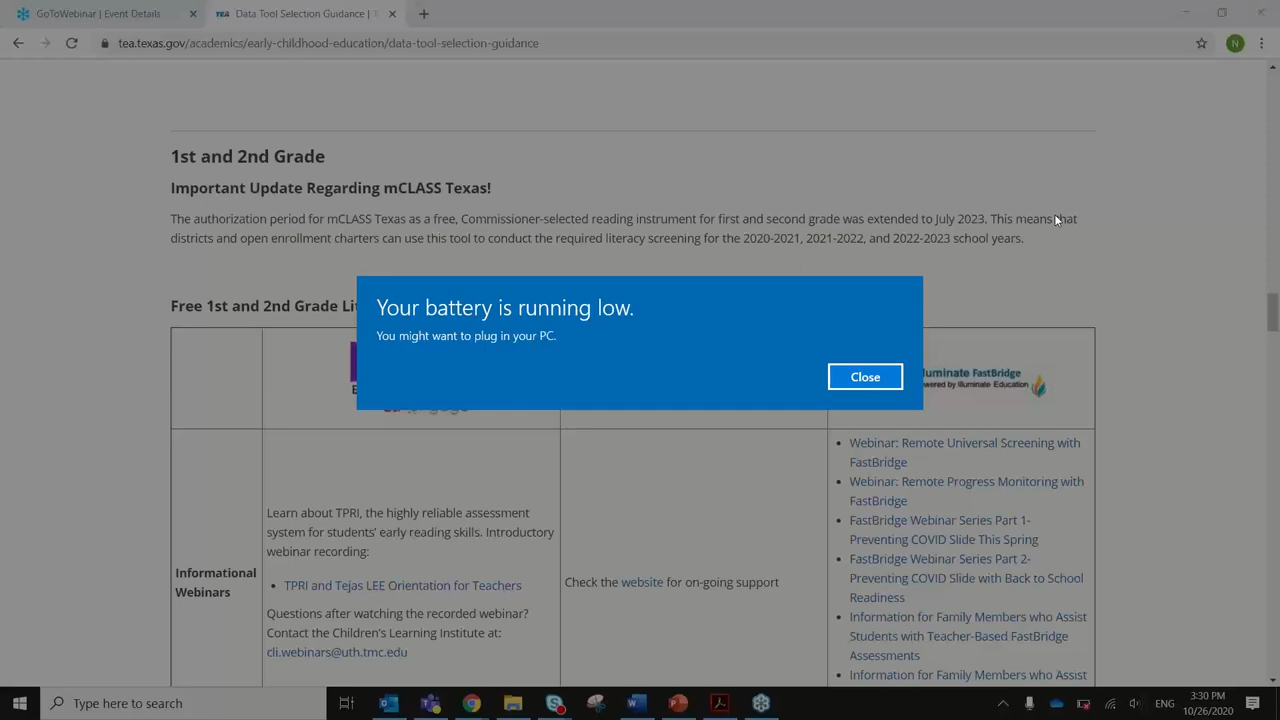 GoToWebinar | Event Details
TEA Data Tool Selection Guidance | T
tea.texas.gov/academics/early-childhood-education/data-tool-selection-guidance
N
1st and 2nd Grade
Important Update Regarding mCLASS Texas!
The authorization period for mCLASS Texas as a free, Commissioner-selected reading instrument for first and second grade was extended to July 2023. This means that
districts and open enrollment charters can use this tool to conduct the required literacy screening for the 2020-2021, 2021-2022, and 2022-2023 school years.
Free 1st and 2nd Grade Li
Your battery is running low.
You might want to plug in your PC.
Close
luminate FastBridge
owered by Illuminate Education
Informational
Webinars
Learn about TPRI, the highly reliable assessment
system for students' early reading skills. Introductory
webinar recording:
• TPRI and Tejas LEE Orientation for Teachers
Questions after watching the recorded webinar?
Contact the Children's Learning Institute at:
cli.webinars@uth.tmc.edu
Check the website for on-going support
• Webinar: Remote Universal Screening with
FastBridge
• Webinar: Remote Progress Monitoring with
FastBridge
• FastBridge Webinar Series Part 1-
Preventing COVID Slide This Spring
• FastBridge Webinar Series Part 2-
Preventing COVID Slide with Back to School
Readiness
• Information for Family Members who Assist
Students with Teacher-Based FastBridge
Assessments
• Information for Family Members who Assist
Type here to search
ENG
3:30 PM
10/26/2020